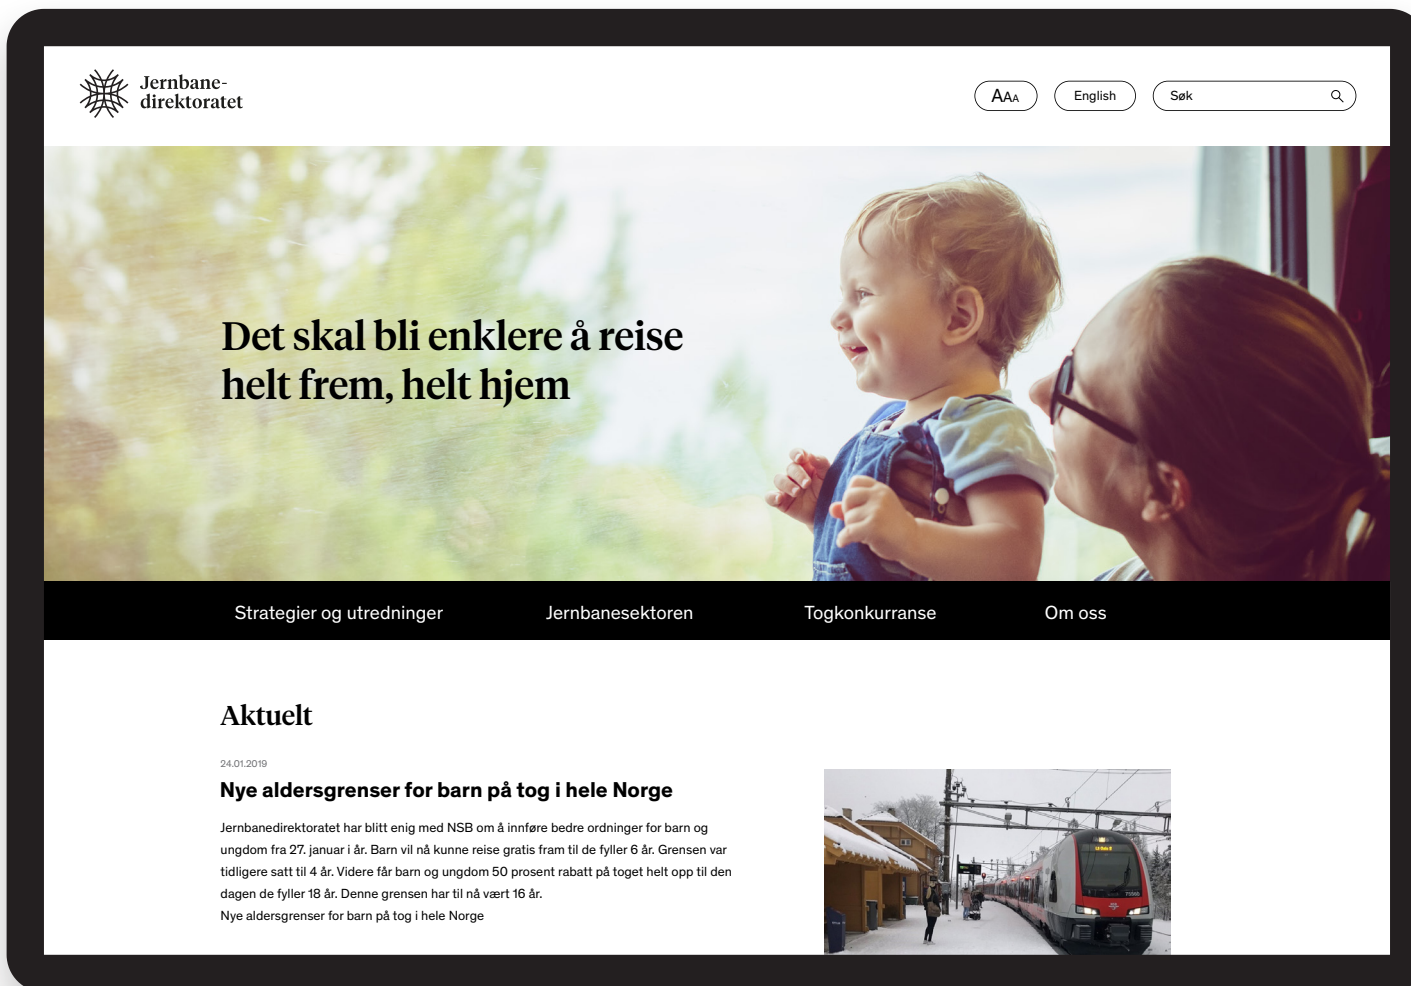 Jernbane-
direktoratet
AAA
English
Søk
Det skal bli enklere å reise
helt frem, helt hjem
Strategier og utredninger
Jernbanesektoren
Togkonkurranse
Om oss
Aktuelt
24.01.2019
Nye aldersgrenser for barn på tog i hele Norge
Jernbanedirektoratet har blitt enig med NSB om å innføre bedre ordninger for barn og
ungdom fra 27. januar i år. Barn vil nå kunne reise gratis fram til de fyller 6 år. Grensen var
tidligere satt til 4 år. Videre får barn og ungdom 50 prosent rabatt på toget helt opp til den
dagen de fyller 18 år. Denne grensen har til nå vært 16 år.
Nye aldersgrenser for barn på tog i hele Norge